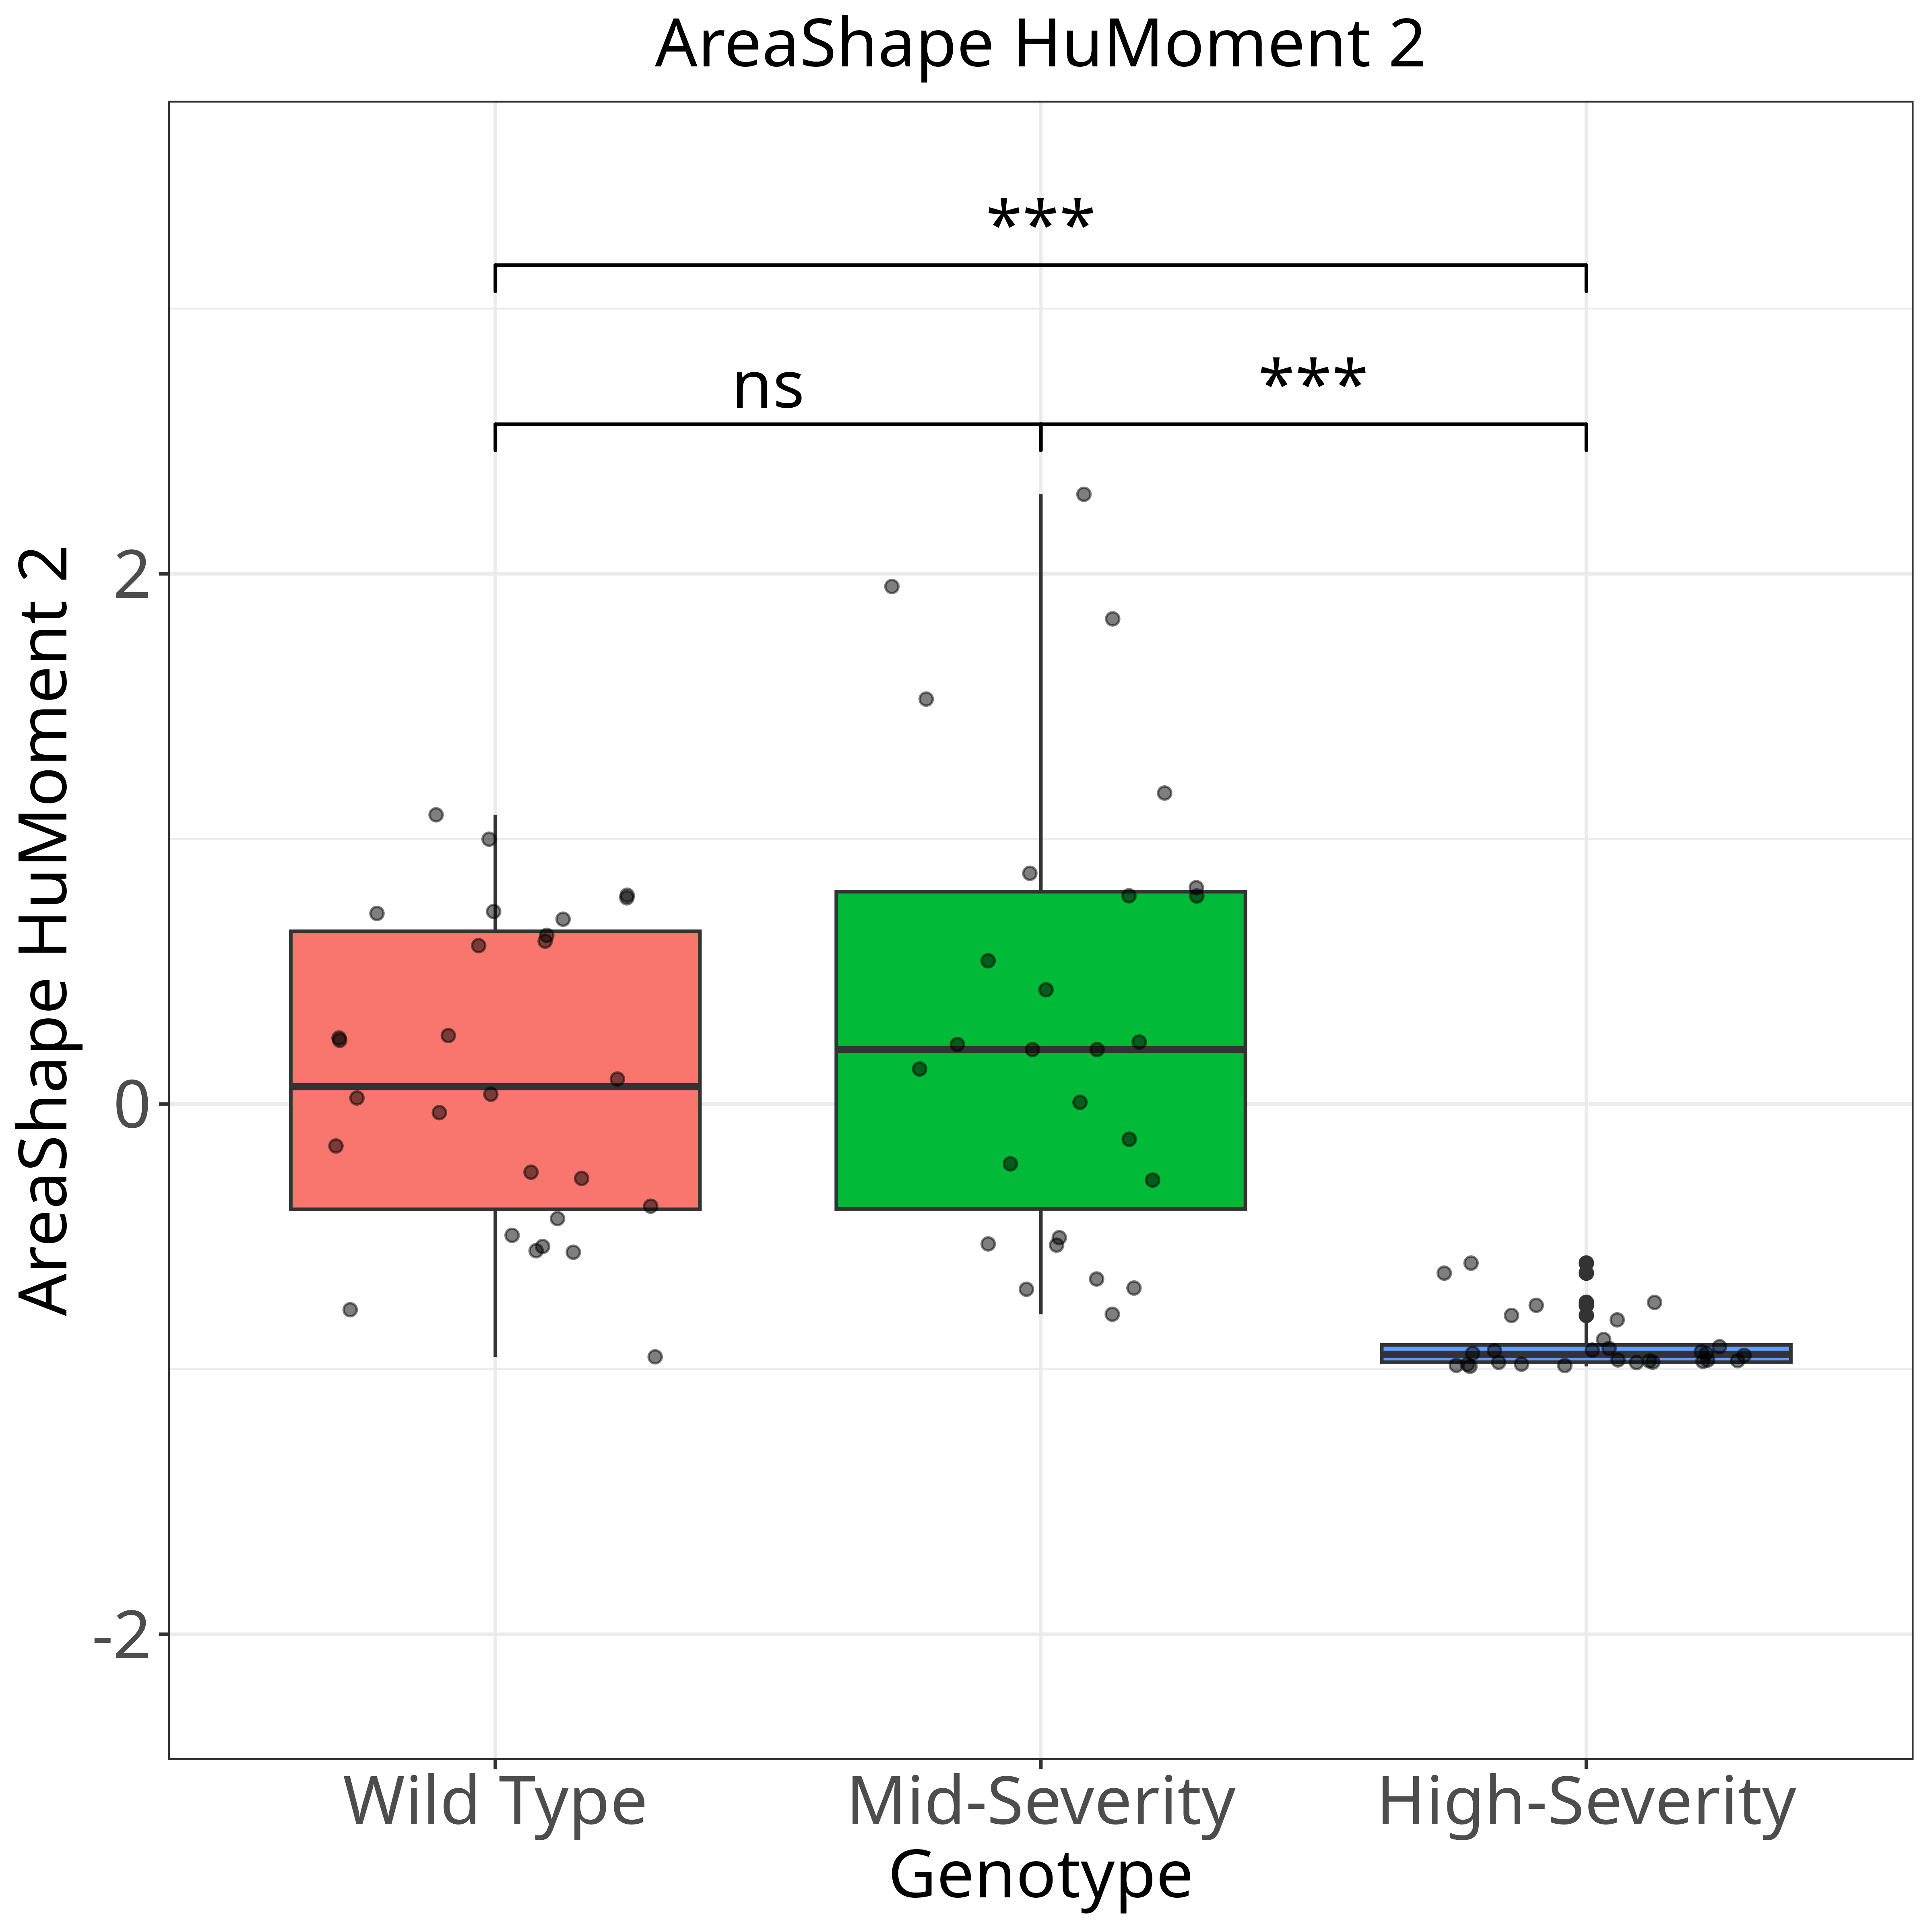 AreaShape HuMoment 2
***
ns
***
AreaShape HuMoment 2
2
0
-2
Wild Type
Mid-Severity
High-Severity
Genotype